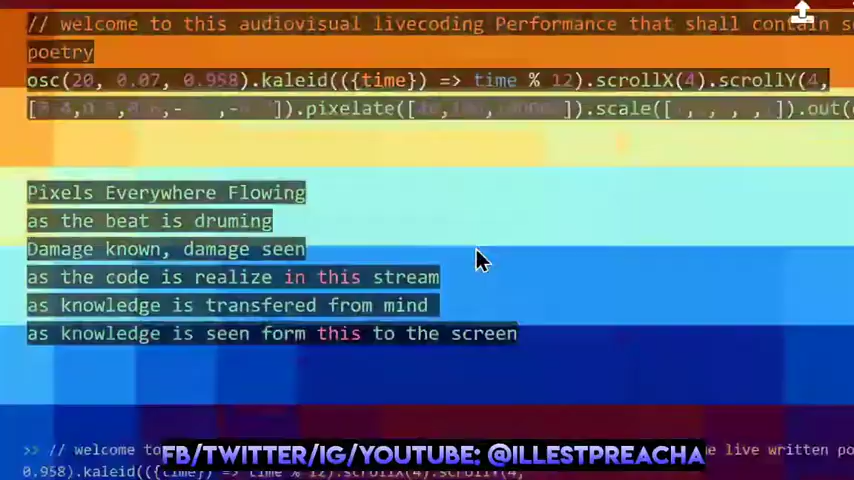 // welcome to this audiovisual livecoding Performance that shall contain
poetry
osc(20, 0.07, 0.958).kaleid(({time}) => time % 12).scrollX(4).scrollY(4,
]).pixelate([ ]).scale([ ]).out(
Pixels Everywhere Flowing
as the beat is druming
Damage known, damage seen
as the code is realize in this stream
as knowledge is transfered from mind
as knowledge is seen form this to the screen
>> // welcome to live written
0.958).kaleid(({time}) => time % 12).scrollX(4).scrollY(4,
FB/TWITTER/IG/YOUTUBE: @ILLESTPREACHA